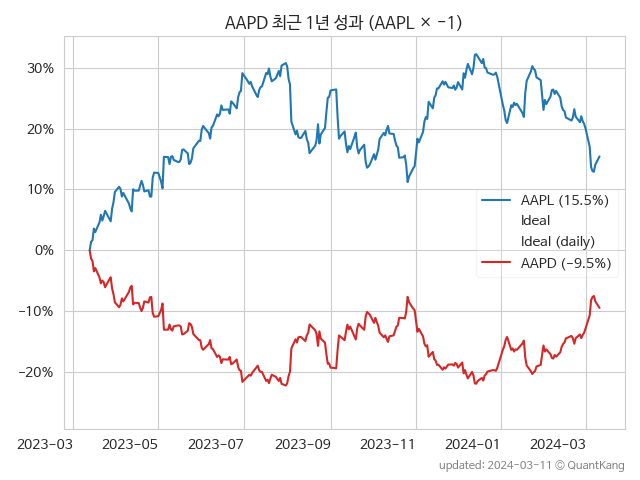 AAPD 최근 1년 성과 (AAPL × −1)
30%
20%
10%
0%
−10%
−20%
AAPL (15.5%)
Ideal
Ideal (daily)
AAPD (−9.5%)
2023−03
2023−05
2023−07
2023−09
2023−11
2024−01
2024−03
updated: 2024−03−11 © QuantKang